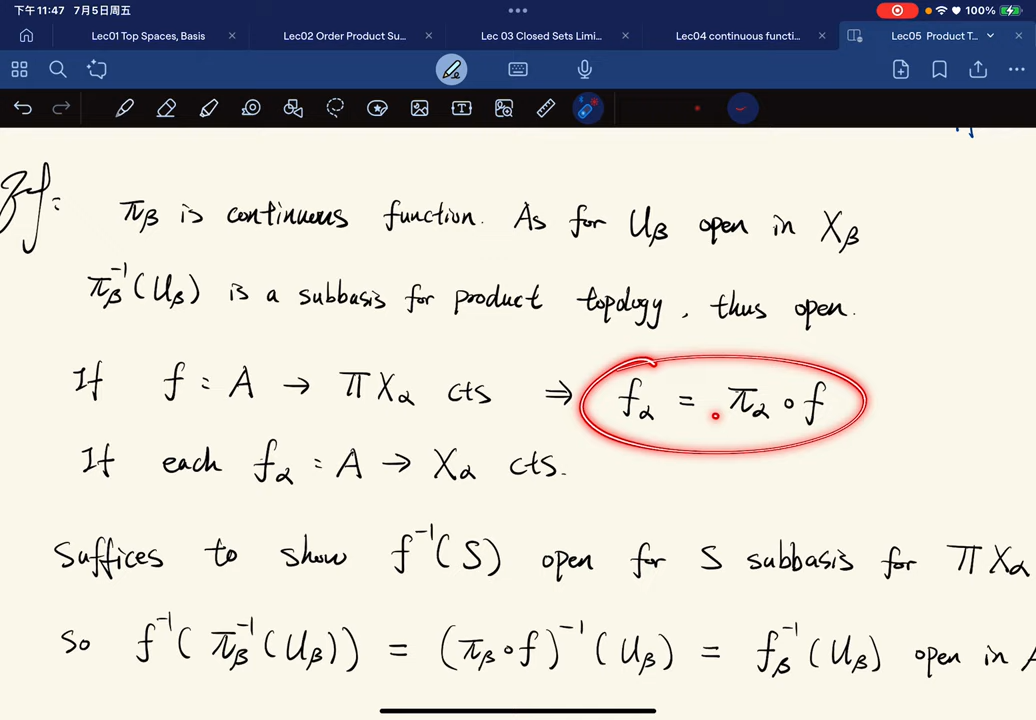 下午11:47 7月5日周五
100%
Lec01 Top Spaces, Basis
Lec02 Order Product Su...
Lec 03 Closed Sets Limi...
Lec04 continuous functi...
Lec05 Product T...
Pf:
πβ is continuous function. As for Uβ open in Xβ
πβ⁻¹(Uβ) is a subbasis for product topology, thus open.
If f : A → πXα cts ⇒ fα = πα∘f
If each fα : A → Xα cts.
Suffices to show f⁻¹(S) open for S subbasis for πXα
So f⁻¹(πβ⁻¹(Uβ)) = (πβ∘f)⁻¹(Uβ) = fβ⁻¹(Uβ) open in A